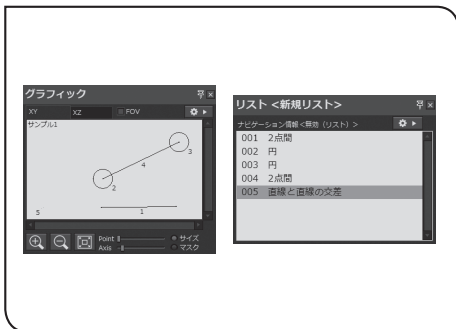 グラフィック
XY XZ FOV
サンプル1
3
4
2
5
1
Point サイズ
Axis マスク
リスト <新規リスト>
ナビゲーション情報<無効（リスト）>
001 2点間
002 円
003 円
004 2点間
005 直線と直線の交差